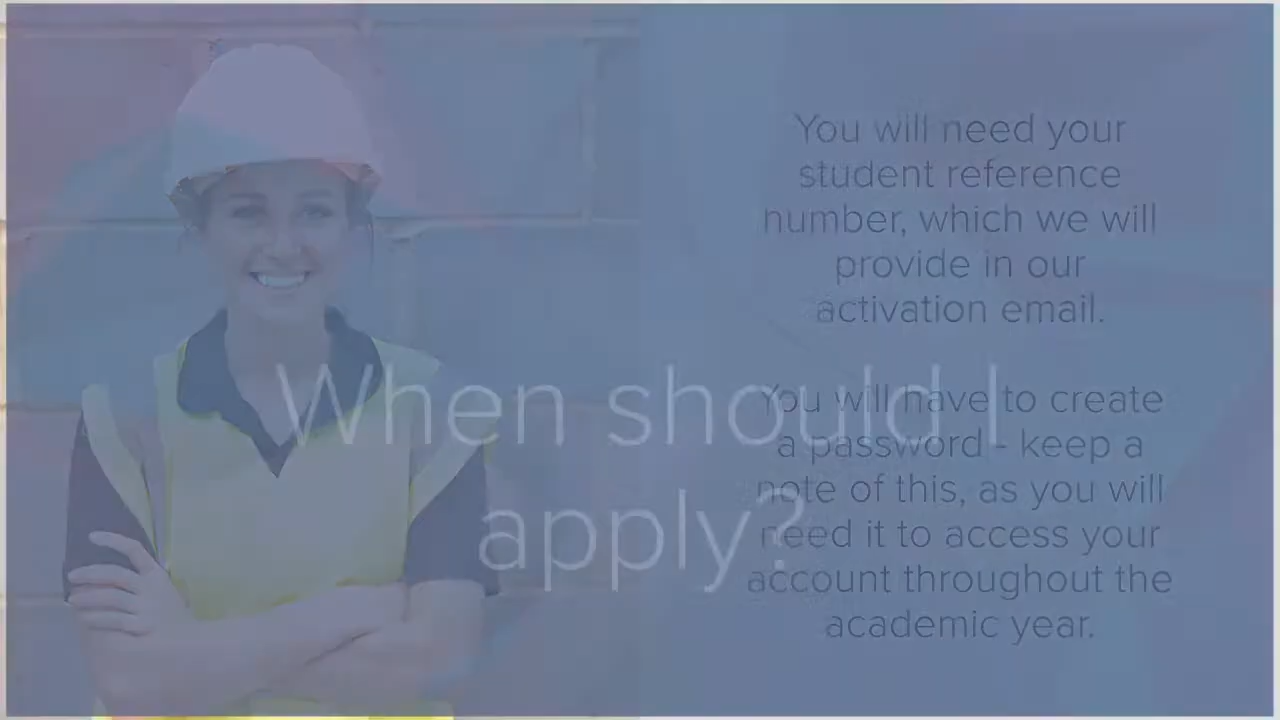 You will need your
student reference
number, which we will
provide in our
activation email.
When should I
apply?
You will have to create
a password - keep a
note of this, as you will
need it to access your
account throughout the
academic year.